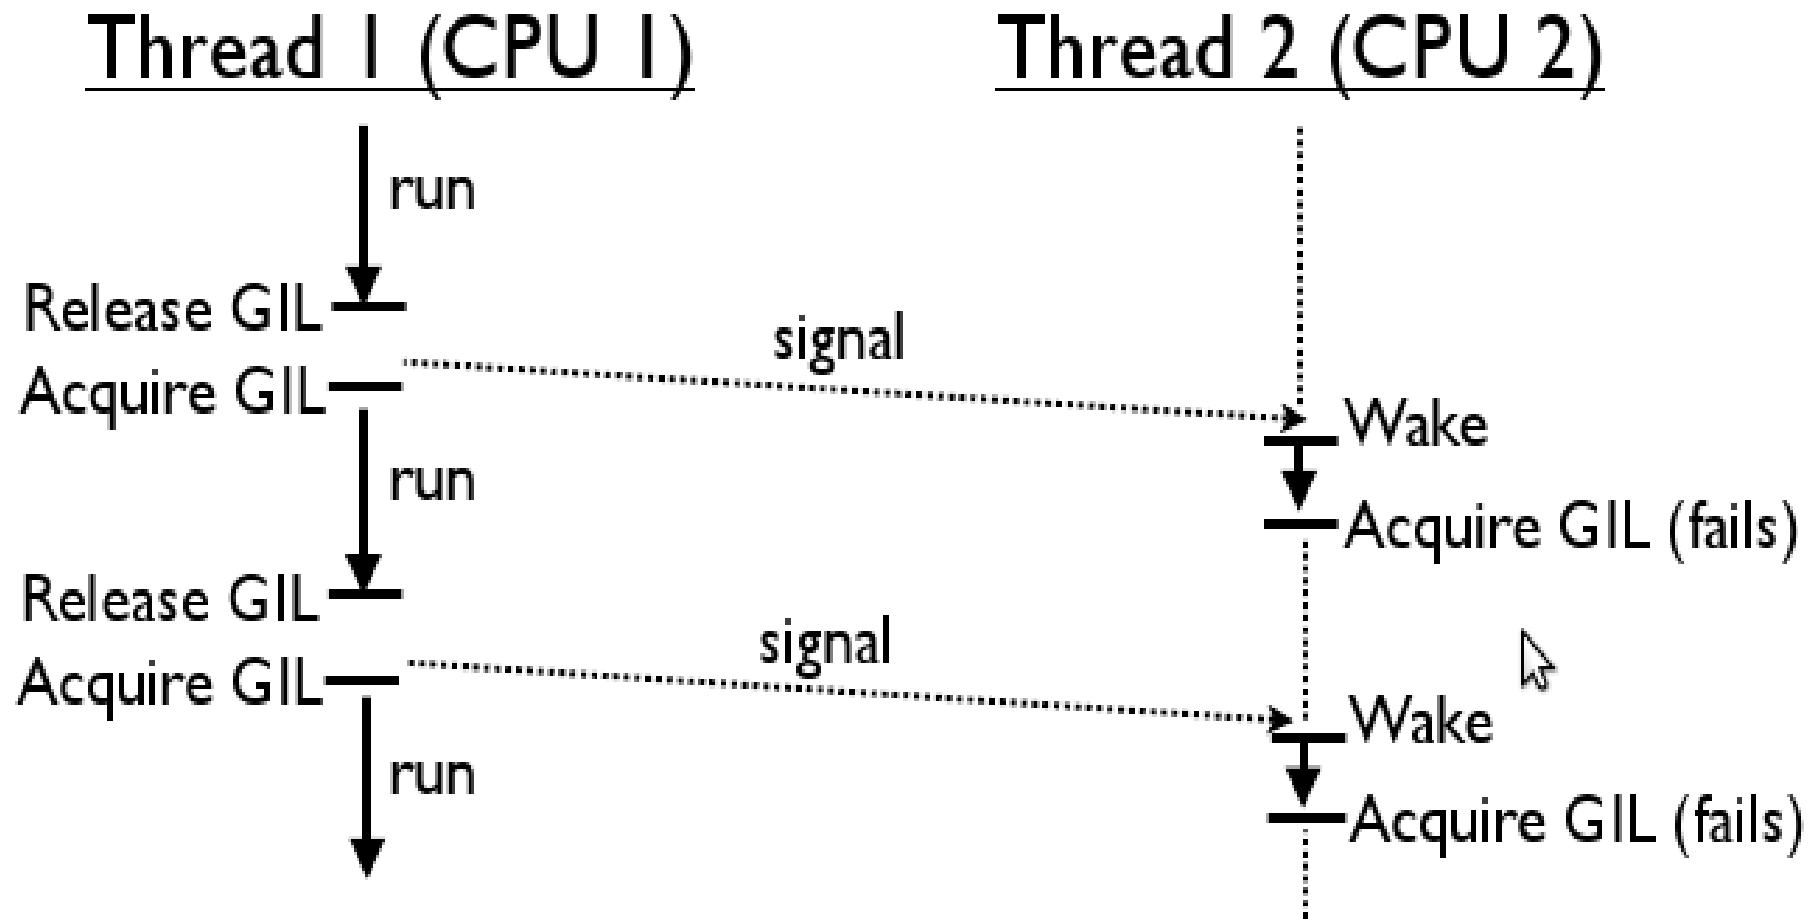 Thread 1 (CPU 1)
Thread 2 (CPU 2)
run
Release GIL
signal
Acquire GIL
Wake
run
Acquire GIL (fails)
Release GIL
signal
Acquire GIL
Wake
run
Acquire GIL (fails)